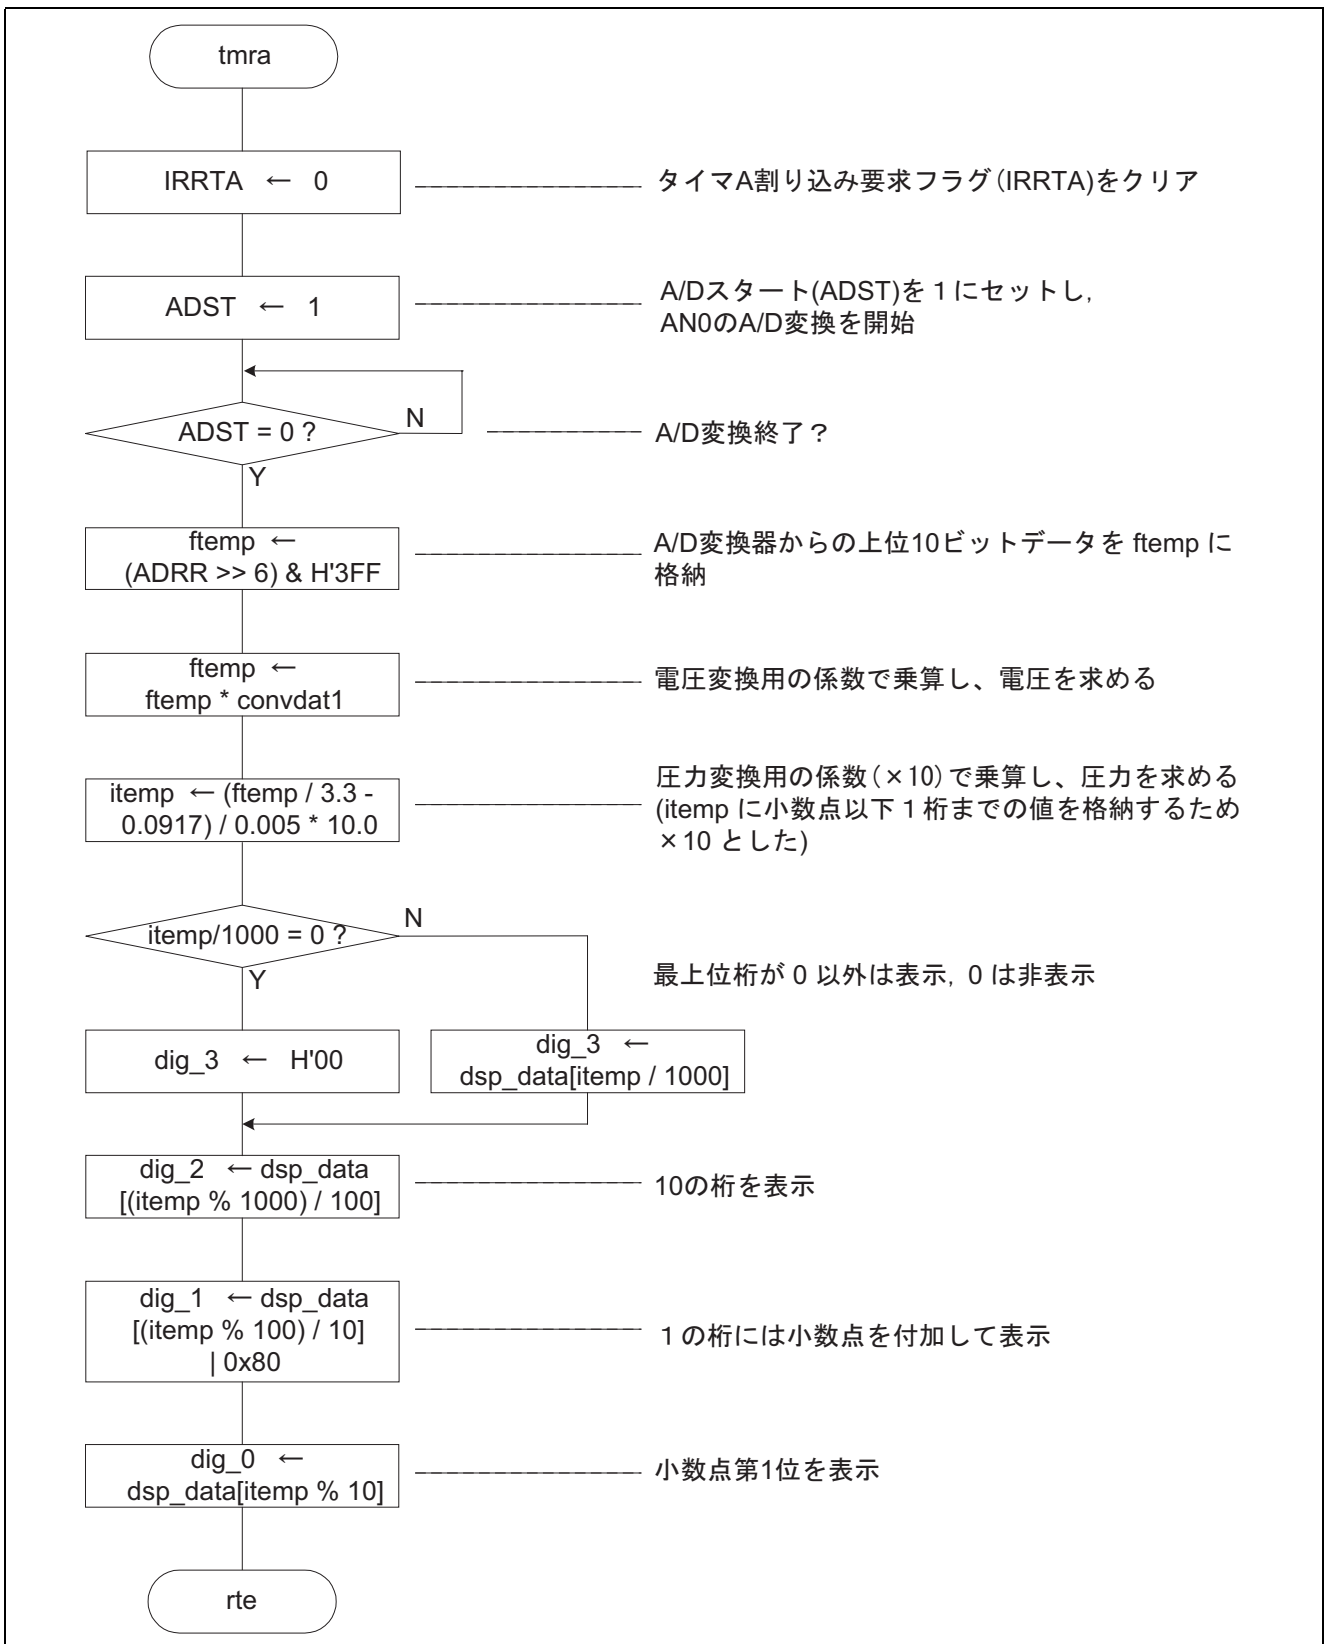 tmra
IRRTA ← 0
タイマA割り込み要求フラグ(IRRTA)をクリア
ADST ← 1
A/Dスタート(ADST)を１にセットし,
AN0のA/D変換を開始
ADST = 0 ?
N
A/D変換終了？
Y
ftemp ←
(ADRR >> 6) & H'3FF
A/D変換器からの上位10ビットデータを ftemp に
格納
ftemp ←
ftemp * convdat1
電圧変換用の係数で乗算し、電圧を求める
itemp ← (ftemp / 3.3 -
0.0917) / 0.005 * 10.0
圧力変換用の係数(×10)で乗算し、圧力を求める
(itemp に小数点以下１桁までの値を格納するため
×10 とした)
itemp/1000 = 0 ?
N
Y
最上位桁が 0 以外は表示, 0 は非表示
dig_3 ← H'00
dig_3 ←
dsp_data[itemp / 1000]
dig_2 ← dsp_data
[(itemp % 1000) / 100]
10の桁を表示
dig_1 ← dsp_data
[(itemp % 100) / 10]
| 0x80
１の桁には小数点を付加して表示
dig_0 ←
dsp_data[itemp % 10]
小数点第1位を表示
rte